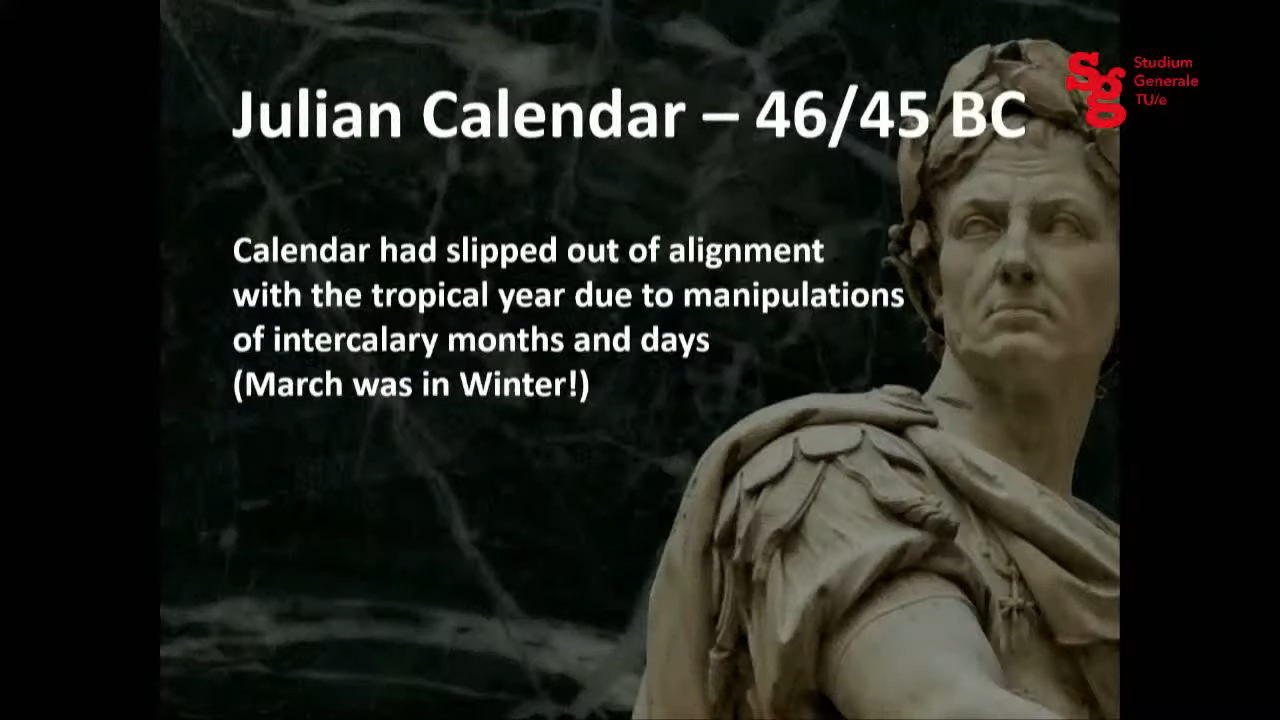 Julian Calendar – 46/45 BC
Studium
Generale
TU/e
Sg
Calendar had slipped out of alignment
with the tropical year due to manipulations
of intercalary months and days
(March was in Winter!)